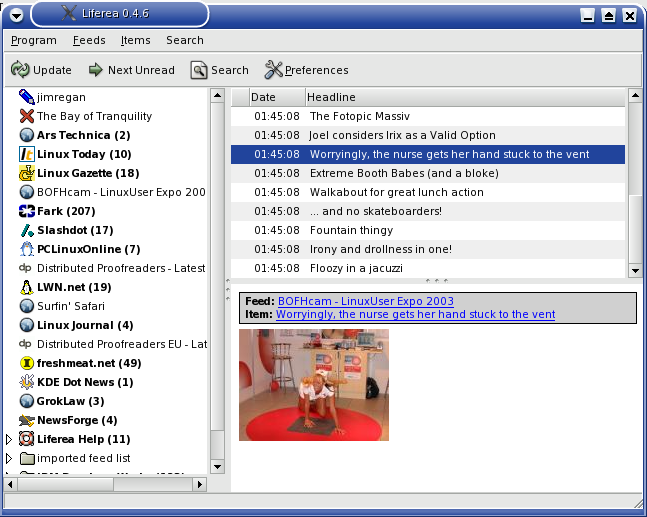 Liferea 0.4.6
Program Feeds Items Search
Update Next Unread Search Preferences
jimregan
The Bay of Tranquility
Ars Technica (2)
Linux Today (10)
Linux Gazette (18)
BOFHcam - LinuxUser Expo 200
Fark (207)
Slashdot (17)
PCLinuxOnline (7)
Distributed Proofreaders - Latest
LWN.net (19)
Surfin' Safari
Linux Journal (4)
Distributed Proofreaders EU - Lat
freshmeat.net (49)
KDE Dot News (1)
GrokLaw (3)
NewsForge (4)
Liferea Help (11)
imported feed list
Date Headline
01:45:08 The Fotopic Massiv
01:45:08 Joel considers Irix as a Valid Option
01:45:08 Worryingly, the nurse gets her hand stuck to the vent
01:45:08 Extreme Booth Babes (and a bloke)
01:45:08 Walkabout for great lunch action
01:45:08 ... and no skateboarders!
01:45:08 Fountain thingy
01:45:08 Irony and drollness in one!
01:45:08 Floozy in a jacuzzi
Feed: BOFHcam - LinuxUser Expo 2003
Item: Worryingly, the nurse gets her hand stuck to the vent